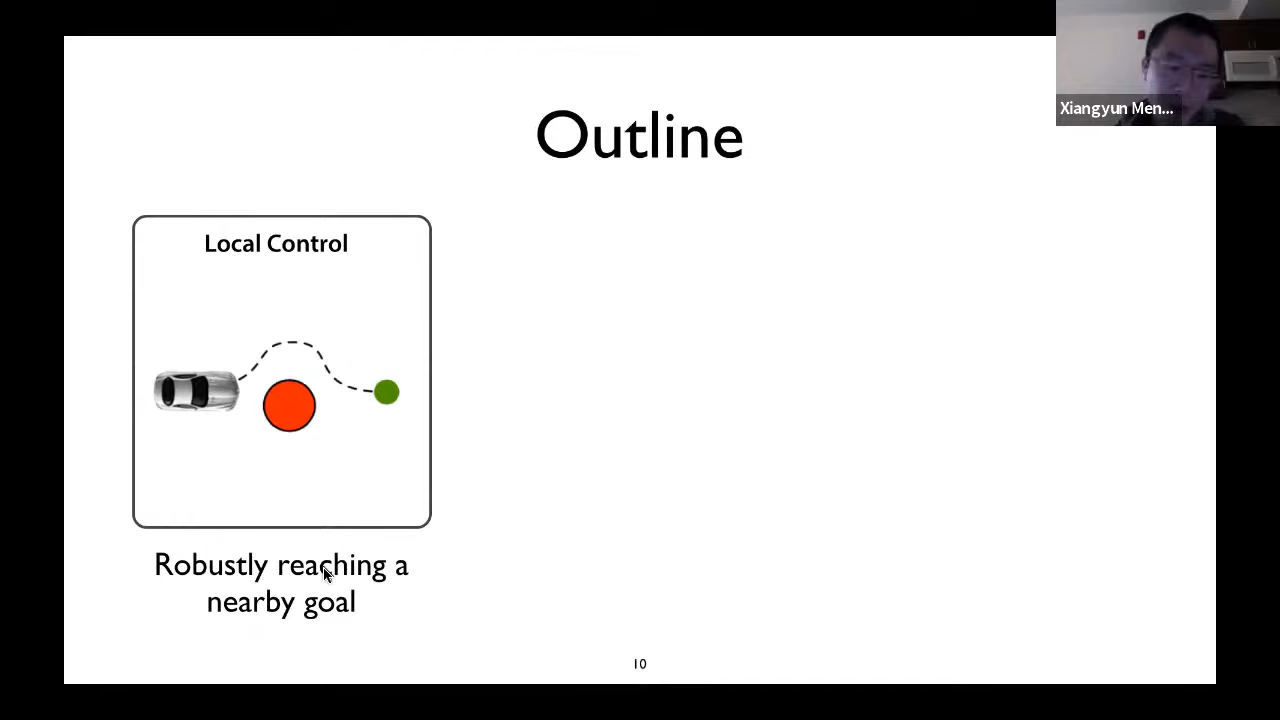 Outline
Xiangyun Men...
Local Control
Robustly reaching a
nearby goal
10